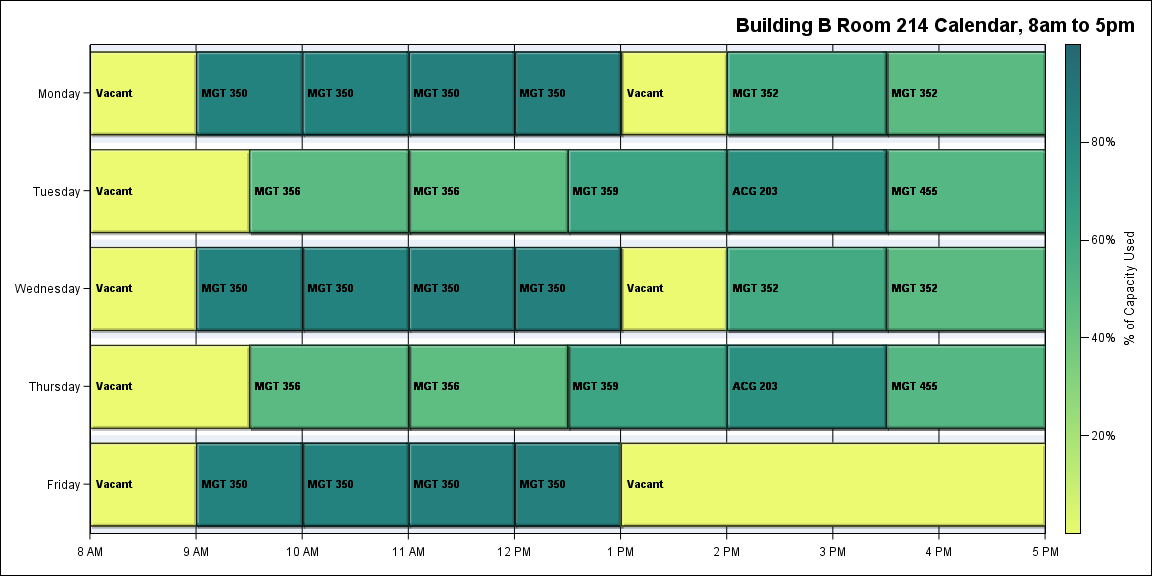 Building B Room 214 Calendar, 8am to 5pm
Monday
Vacant
MGT 350
MGT 350
MGT 350
MGT 350
Vacant
MGT 352
MGT 352
Tuesday
Vacant
MGT 356
MGT 356
MGT 359
ACG 203
MGT 455
Wednesday
Vacant
MGT 350
MGT 350
MGT 350
MGT 350
Vacant
MGT 352
MGT 352
Thursday
Vacant
MGT 356
MGT 356
MGT 359
ACG 203
MGT 455
Friday
Vacant
MGT 350
MGT 350
MGT 350
MGT 350
Vacant
8 AM
9 AM
10 AM
11 AM
12 PM
1 PM
2 PM
3 PM
4 PM
5 PM
80%
60%
40%
20%
% of Capacity Used